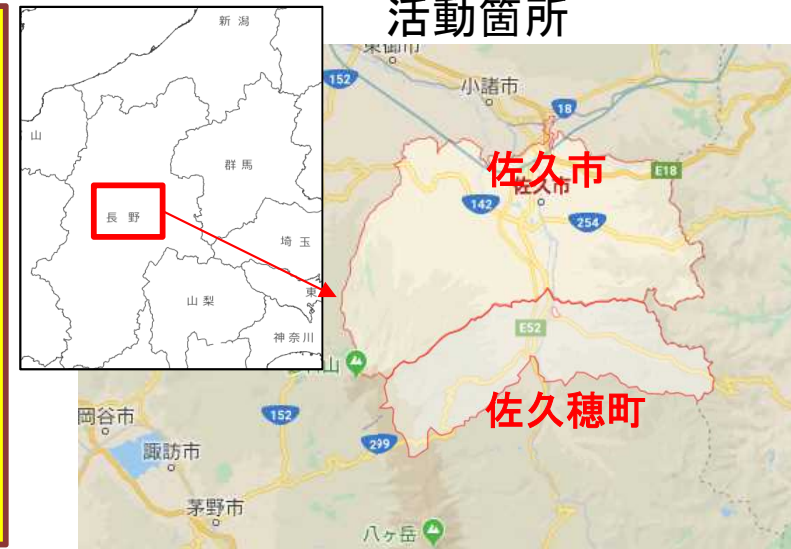 活動箇所
新潟
山
群馬
長野
埼玉
山梨
東
神奈川
東御市
152
小諸市
18
佐久市
佐久市
E18
142
254
E52
山
佐久穂町
岡谷市
152
299
諏訪市
茅野市
八ヶ岳